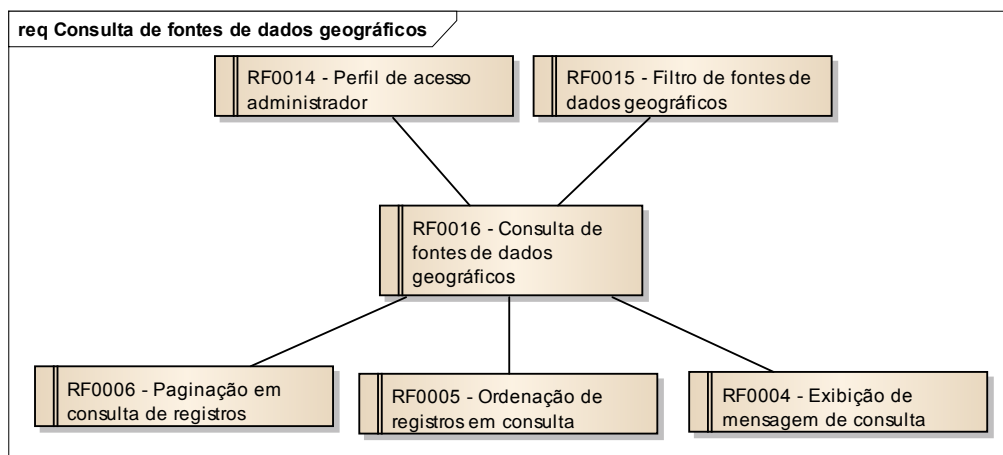 req Consulta de fontes de dados geográficos
RF0014 - Perfil de acesso
administrador
RF0015 - Filtro de fontes de
dados geográficos
RF0016 - Consulta de
fontes de dados
geográficos
RF0006 - Paginação em
consulta de registros
RF0005 - Ordenação de
registros em consulta
RF0004 - Exibição de
mensagem de consulta